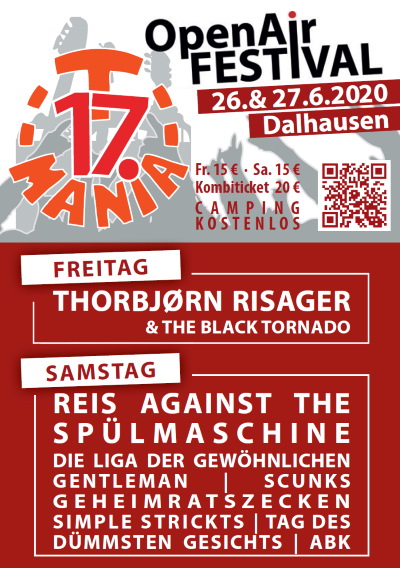 OpenAir
FESTIVAL
26.& 27.6.2020
Dalhausen
T
17.
MANIA
Fr. 15 € · Sa. 15 €
Kombiticket 20 €
CAMPING
KOSTENLOS
FREITAG
THORBJØRN RISAGER
& THE BLACK TORNADO
SAMSTAG
REIS AGAINST THE
SPÜLMASCHINE
DIE LIGA DER GEWÖHNLICHEN
GENTLEMAN | SCUNKS
GEHEIMRATSZECKEN
SIMPLE STRICKTS | TAG DES
DÜMMSTEN GESICHTS | ABK